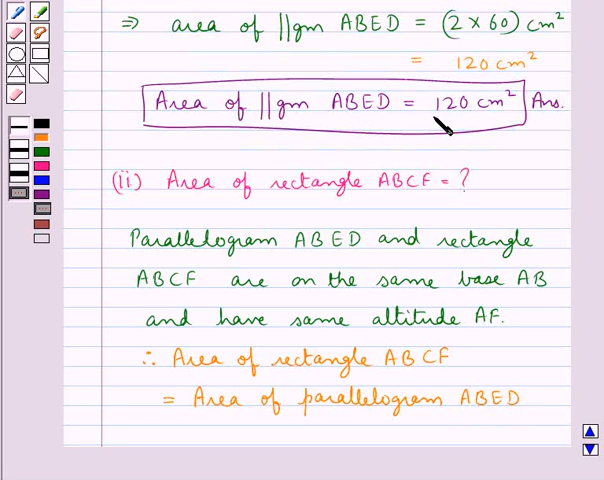 ⇒ area of ||gm ABED = (2 × 60) cm²
= 120 cm²
Area of ||gm ABED = 120 cm² Ans.
(ii) Area of rectangle ABCF = ?
Parallelogram ABED and rectangle
ABCF are on the same base AB
and have same altitude AF.
∴ Area of rectangle ABCF
= Area of parallelogram ABED